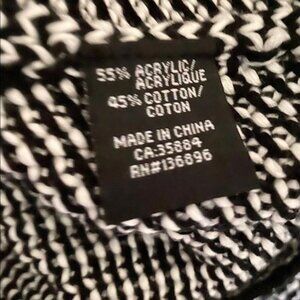 55% ACRYLIC/
ACRYLIQUE
45% COTTON/
COTON
MADE IN CHINA
CA:35884
RN#136896